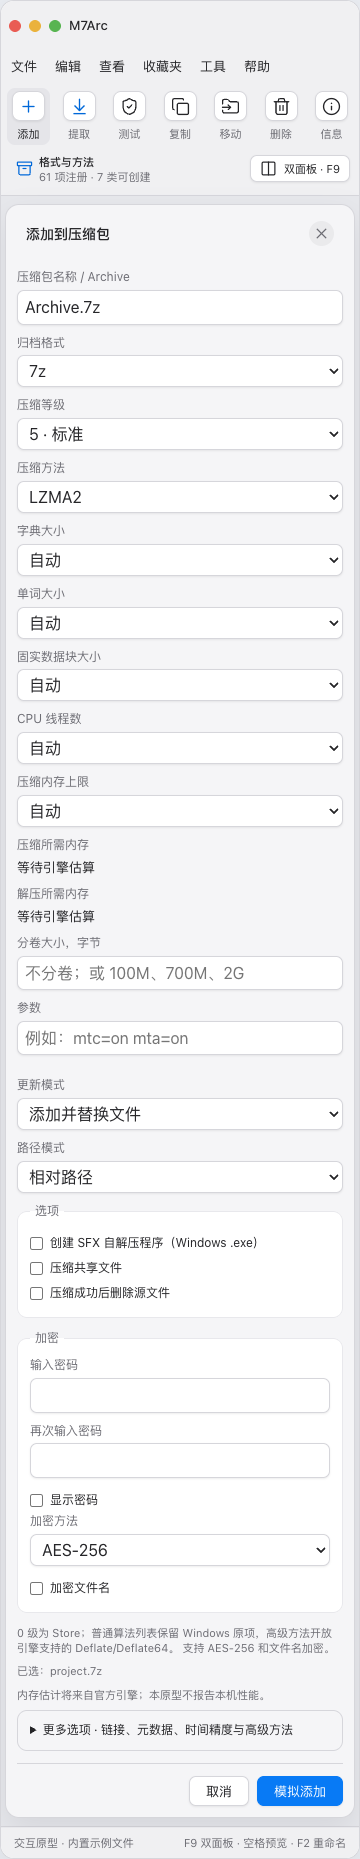 M7Arc
文件 编辑 查看 收藏夹 工具 帮助
添加 提取 测试 复制 移动 删除 信息
格式与方法
61 项注册 · 7 类可创建
双面板 · F9
添加到压缩包
压缩包名称 / Archive
Archive.7z
归档格式
7z
压缩等级
5 · 标准
压缩方法
LZMA2
字典大小
自动
单词大小
自动
固实数据块大小
自动
CPU 线程数
自动
压缩内存上限
自动
压缩所需内存
等待引擎估算
解压所需内存
等待引擎估算
分卷大小，字节
不分卷；或 100M、700M、2G
参数
例如：mtc=on mta=on
更新模式
添加并替换文件
路径模式
相对路径
选项
创建 SFX 自解压程序（Windows .exe）
压缩共享文件
压缩成功后删除源文件
加密
输入密码
再次输入密码
显示密码
加密方法
AES-256
加密文件名
0 级为 Store；普通算法列表保留 Windows 原项，高级方法开放
引擎支持的 Deflate/Deflate64。 支持 AES-256 和文件名加密。
已选：project.7z
内存估计将来自官方引擎；本原型不报告本机性能。
更多选项 · 链接、元数据、时间精度与高级方法
取消 模拟添加
交互原型 · 内置示例文件 F9 双面板 · 空格预览 · F2 重命名